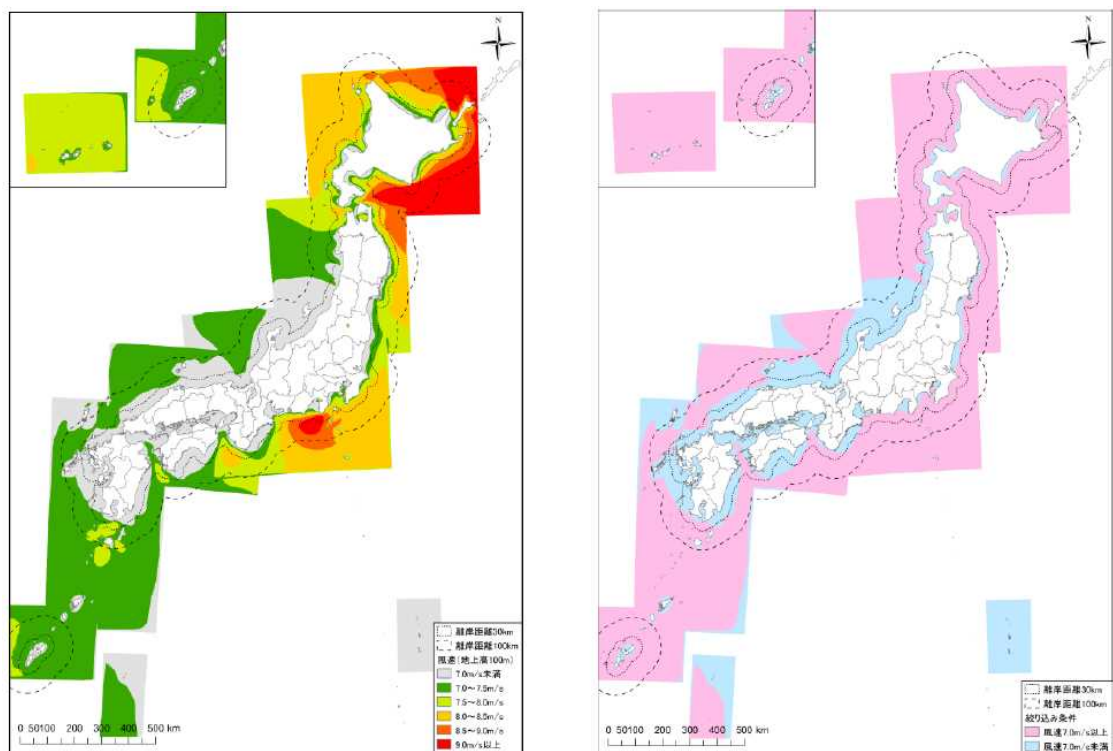 N
離岸距離30km
離岸距離100km
風速(地上高100m)
7.0m/s未満
7.0～7.5m/s
7.5～8.0m/s
8.0～8.5m/s
8.5～9.0m/s
9.0m/s以上
0 50100 200 300 400 500 km
N
離岸距離30km
離岸距離100km
絞り込み条件
風速7.0m/s以上
風速7.0m/s未満
0 50100 200 300 400 500 km